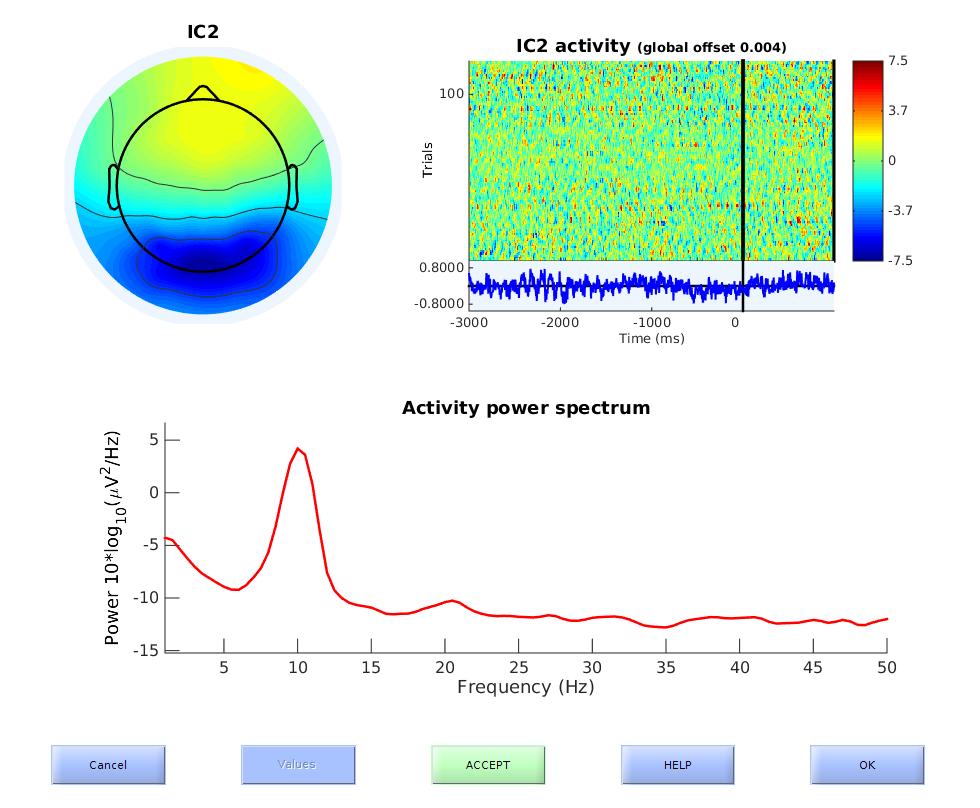 IC2
IC2 activity (global offset 0.004)
Trials
100
7.5
3.7
0
-3.7
-7.5
0.8000
-0.8000
-3000 -2000 -1000 0
Time (ms)
Activity power spectrum
Power 10*log10(μV2/Hz)
5
0
-5
-10
-15
5 10 15 20 25 30 35 40 45 50
Frequency (Hz)
Cancel Values ACCEPT HELP OK